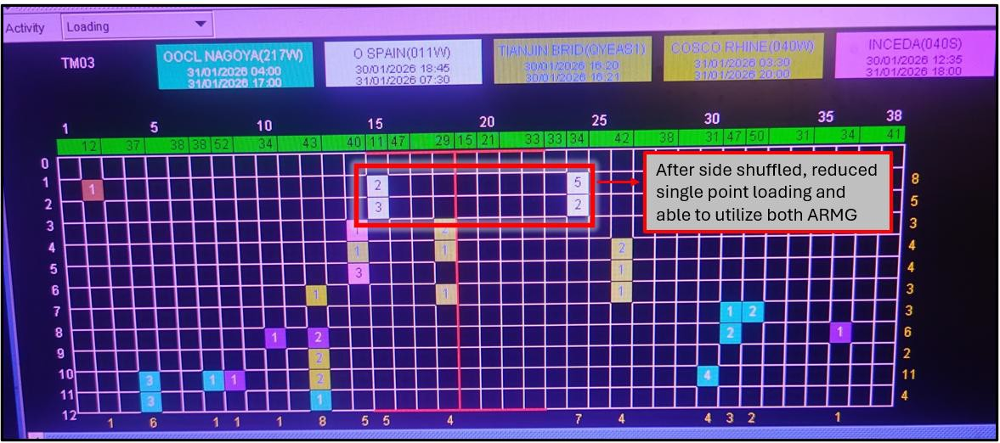 Activity Loading
TM03
OOCL NAGOYA(217W)
31/01/2026 04:00
31/01/2026 17:00
O SPAIN(011W)
30/01/2026 18:45
31/01/2026 07:30
TIANJIN BRID(QYEAS1)
30/01/2026 16:20
30/01/2026 16:21
COSCO RHINE(040W)
31/01/2026 03:30
31/01/2026 20:00
INCEDA(040S)
30/01/2026 12:35
31/01/2026 18:00
1 5 10 15 20 25 30 35 38
12 37 38 38 52 34 43 40 11 47 29 15 21 33 33 34 42 38 31 47 50 31 34 41
0
1 1 2 5 8
2 3 2 5
After side shuffled, reduced
single point loading and
able to utilize both ARMG
3 1 2 3
4 1 1 2 4
5 3 1 4
6 1 1 1 3
7 1 2 3
8 1 2 2 1 6
9 2 2
10 3 1 1 2 4 11
11 3 1 4
12
1 6 1 1 1 8 5 5 4 7 4 4 3 2 1